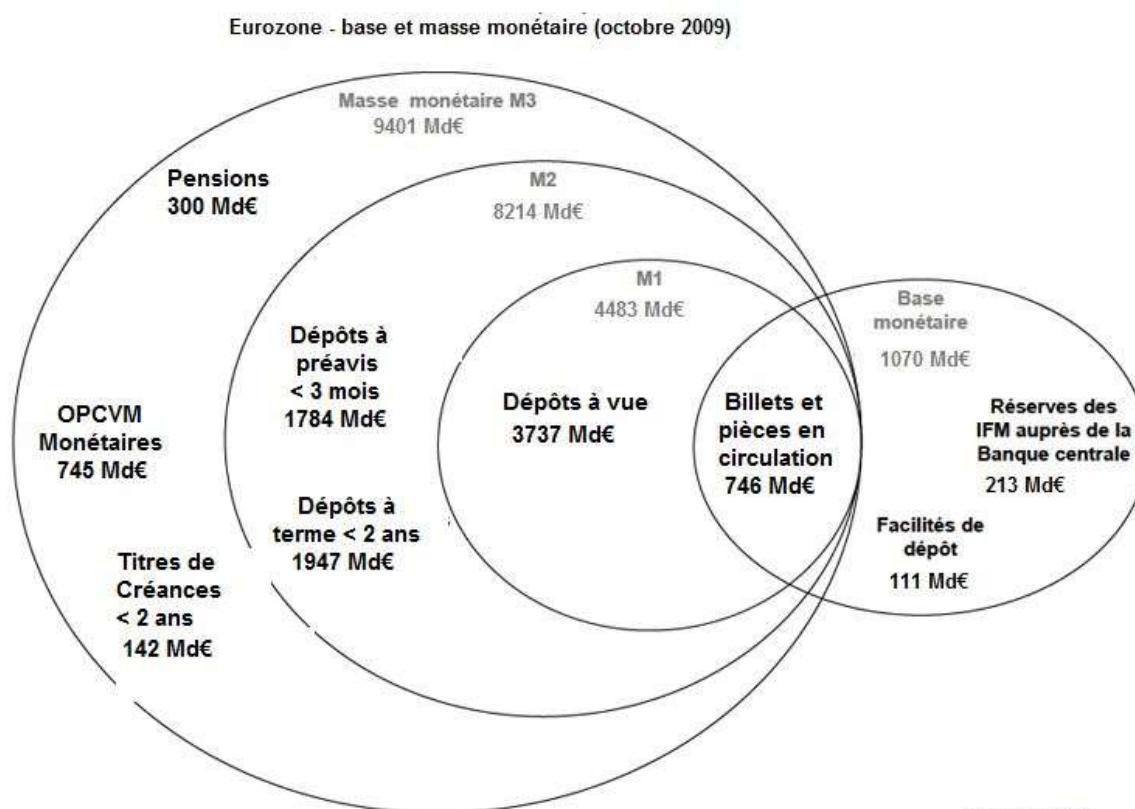 Eurozone - base et masse monétaire (octobre 2009)
Masse monétaire M3
9401 Md€
Pensions
300 Md€
M2
8214 Md€
M1
4483 Md€
Base
monétaire
1070 Md€
Dépôts à
préavis
< 3 mois
1784 Md€
OPCVM
Monétaires
745 Md€
Dépôts à vue
3737 Md€
Billets et
pièces en
circulation
746 Md€
Réserves des
IFM auprès de la
Banque centrale
213 Md€
Dépôts à
terme < 2 ans
1947 Md€
Facilités de
dépôt
111 Md€
Titres de
Créances
< 2 ans
142 Md€